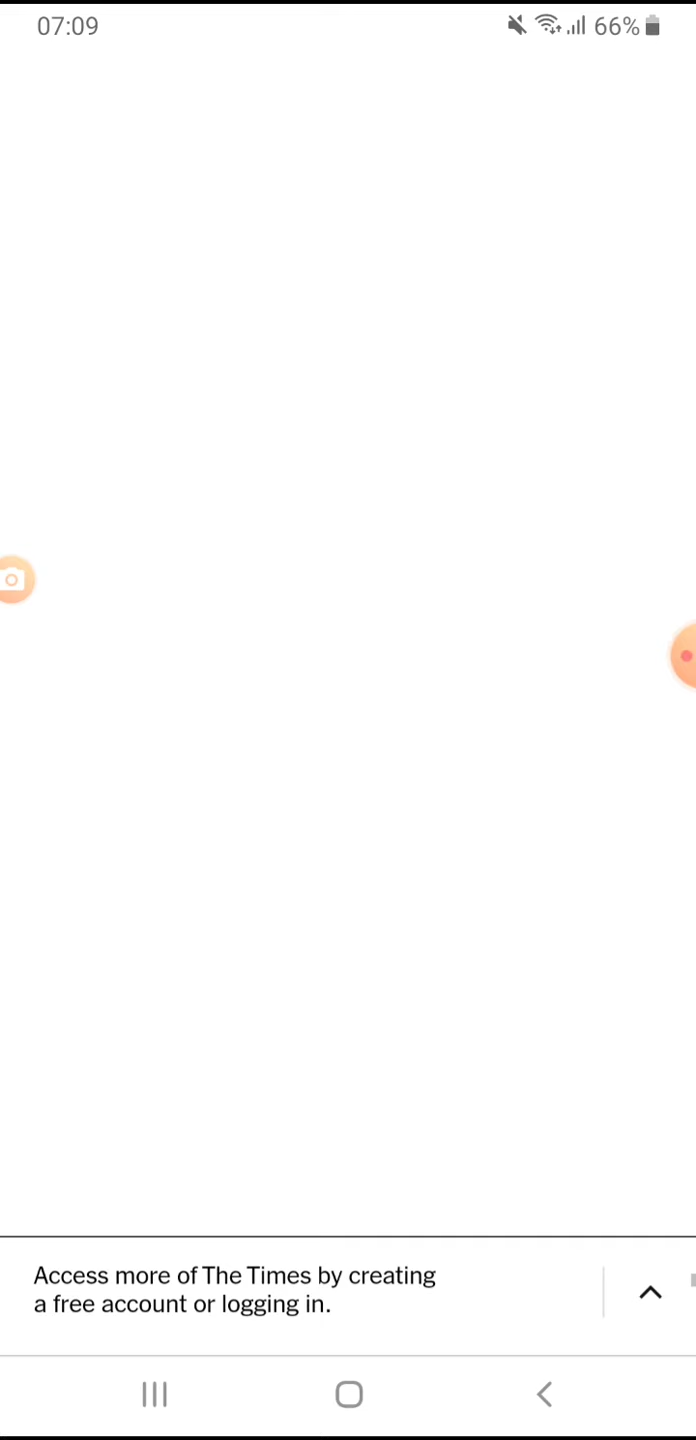 07:09 66%
Access more of The Times by creating
a free account or logging in.